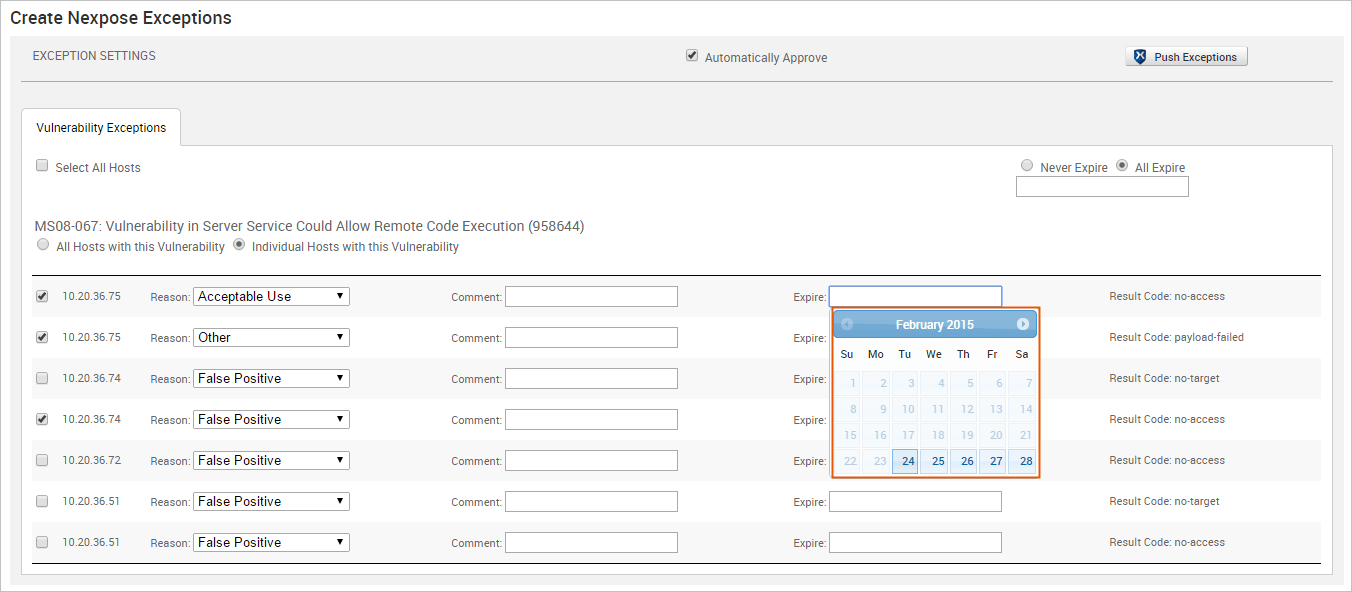 Create Nexpose Exceptions
EXCEPTION SETTINGS Automatically Approve Push Exceptions
Vulnerability Exceptions
Select All Hosts Never Expire All Expire
MS08-067: Vulnerability in Server Service Could Allow Remote Code Execution (958644)
All Hosts with this Vulnerability Individual Hosts with this Vulnerability
10.20.36.75 Reason: Acceptable Use Comment: Expire: Result Code: no-access
10.20.36.75 Reason: Other Comment: Expire: Result Code: payload-failed
10.20.36.74 Reason: False Positive Comment: Expire: Result Code: no-target
10.20.36.74 Reason: False Positive Comment: Expire: Result Code: no-access
10.20.36.72 Reason: False Positive Comment: Expire: Result Code: no-access
10.20.36.51 Reason: False Positive Comment: Expire: Result Code: no-target
10.20.36.51 Reason: False Positive Comment: Expire: Result Code: no-access
February 2015
Su Mo Tu We Th Fr Sa
1 2 3 4 5 6 7
8 9 10 11 12 13 14
15 16 17 18 19 20 21
22 23 24 25 26 27 28